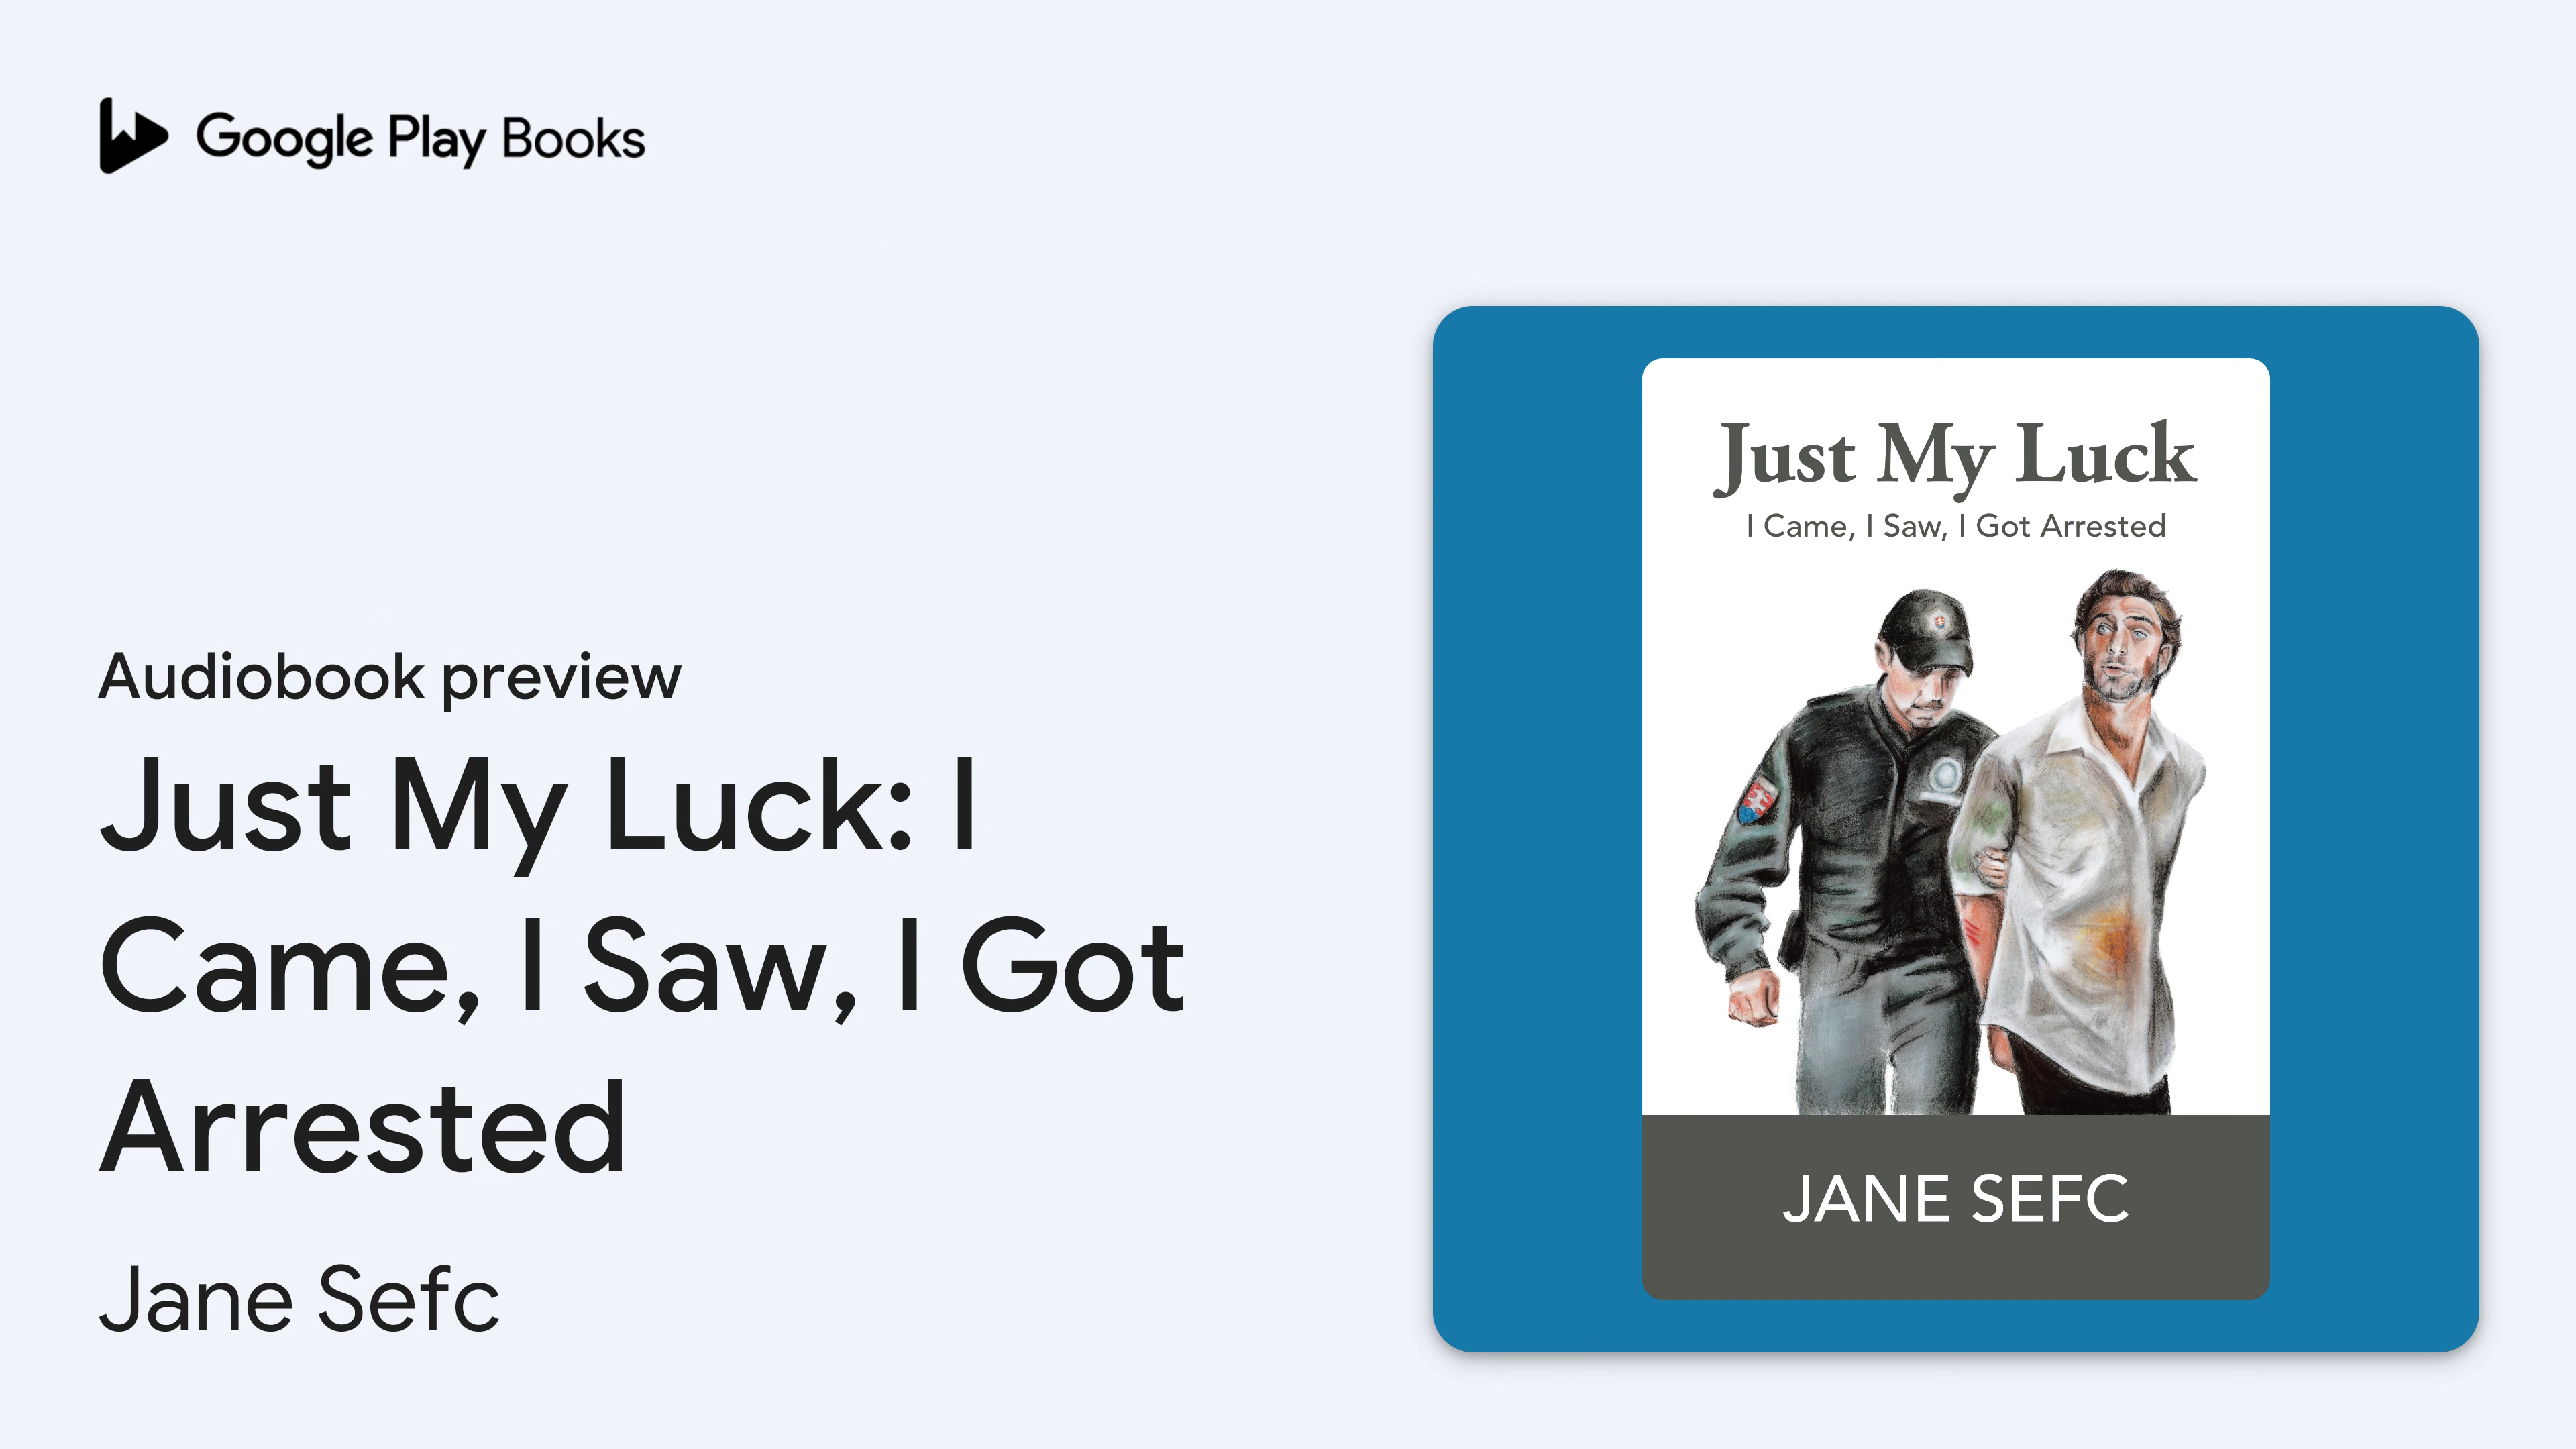 Google Play Books
Audiobook preview
Just My Luck: I
Came, I Saw, I Got
Arrested
Jane Sefc
Just My Luck
I Came, I Saw, I Got Arrested
JANE SEFC